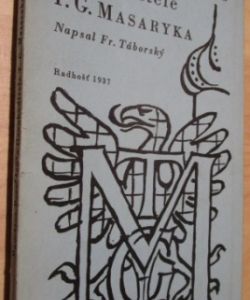 T. G. MASARYKA
Napsal Fr. Táborský
Radhošť 1937